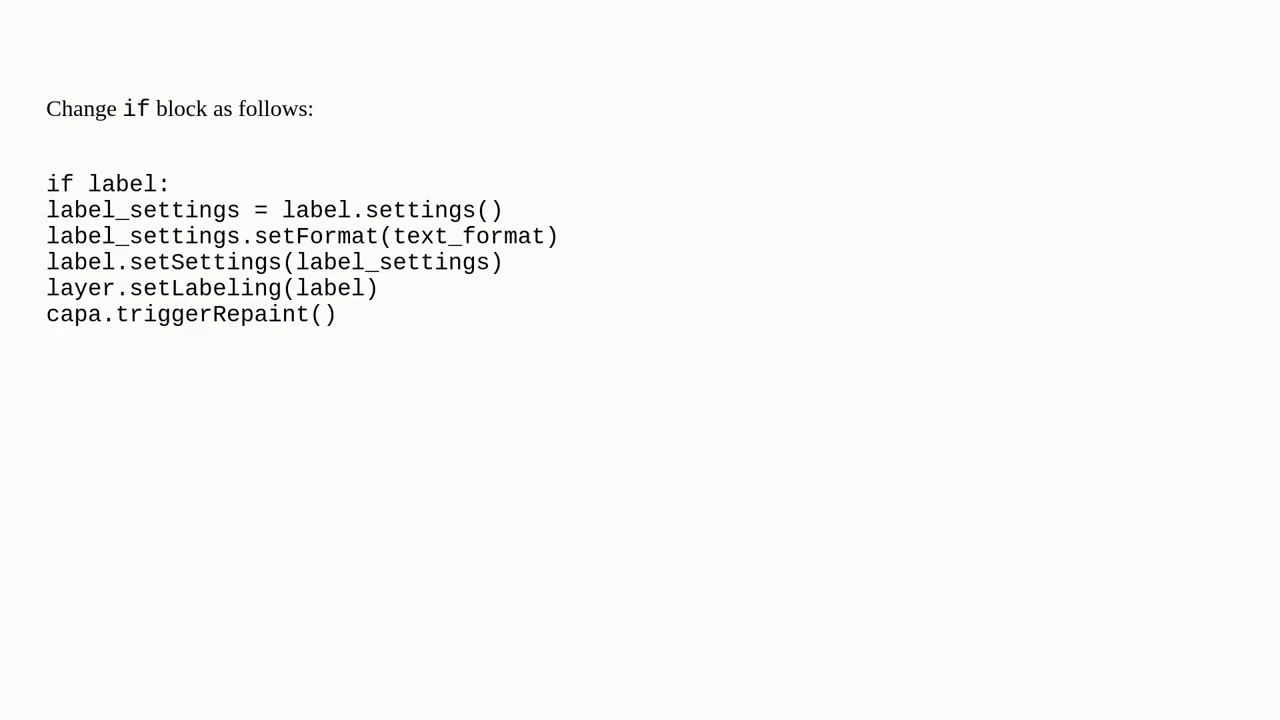 Change if block as follows:
if label:
label_settings = label.settings()
label_settings.setFormat(text_format)
label.setSettings(label_settings)
layer.setLabeling(label)
capa.triggerRepaint()